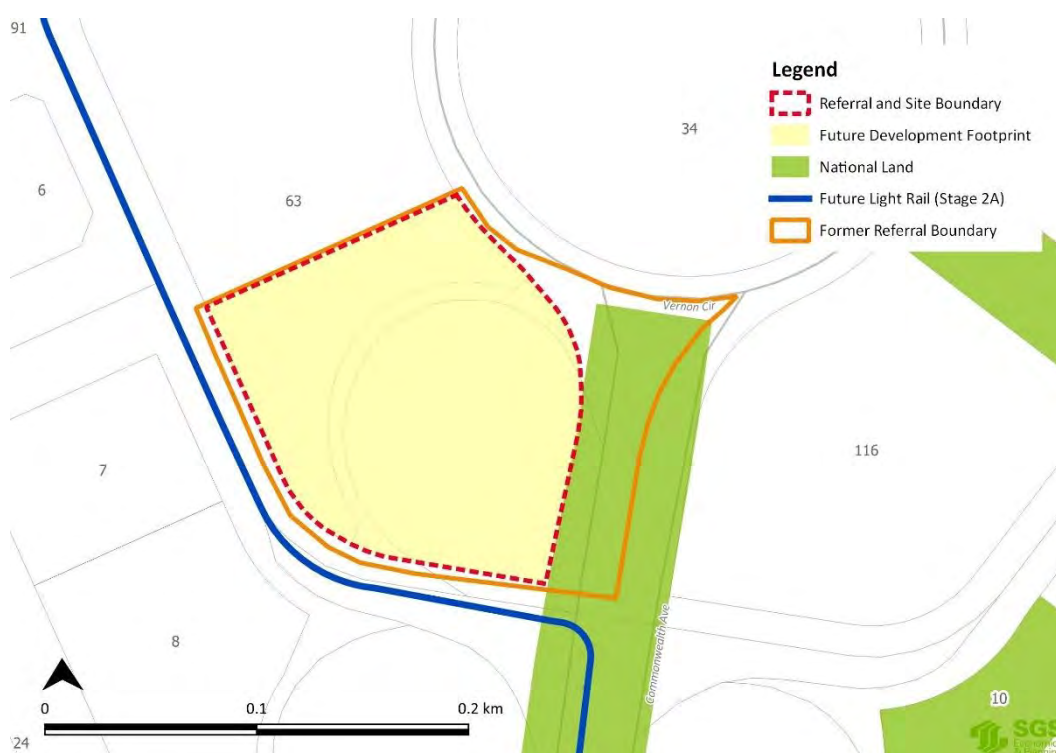 91
Legend
Referral and Site Boundary
Future Development Footprint
National Land
Future Light Rail (Stage 2A)
Former Referral Boundary
34
6
63
Vernon Cir
7
116
8
Commonwealth Ave
10
0
0.1
0.2 km
24
SGS